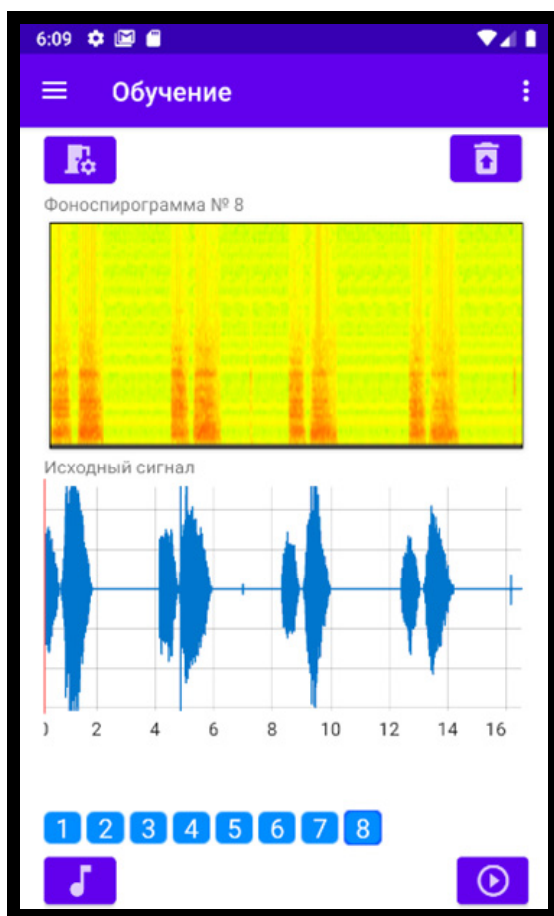 6:09
Обучение
Фоноспирограмма № 8
Исходный сигнал
0 2 4 6 8 10 12 14 16
1 2 3 4 5 6 7 8